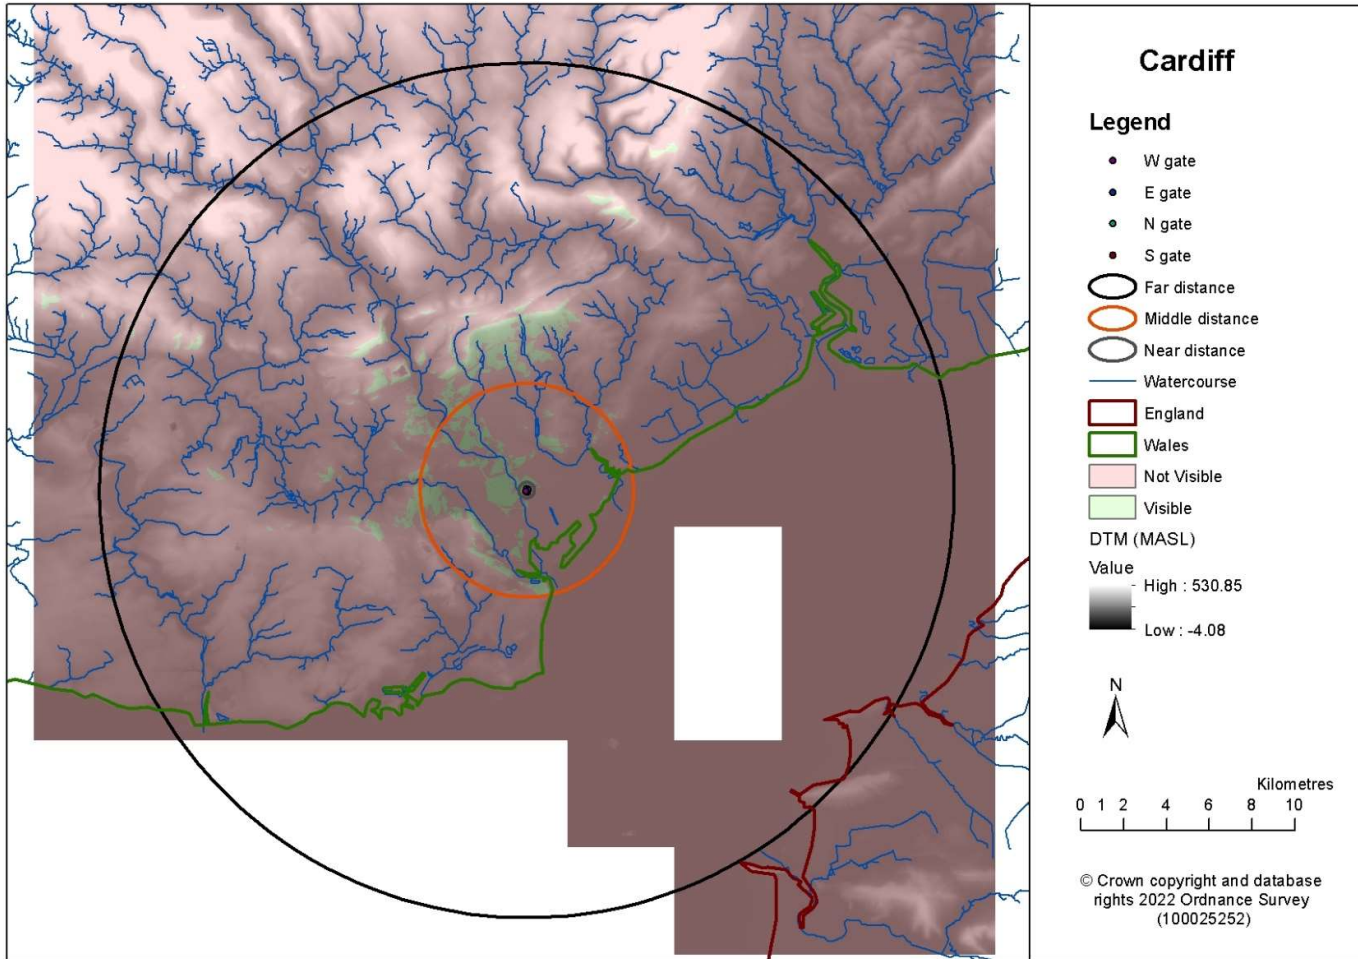 Cardiff
Legend
W gate
E gate
N gate
S gate
Far distance
Middle distance
Near distance
Watercourse
England
Wales
Not Visible
Visible
DTM (MASL)
Value
High : 530.85
Low : -4.08
N
Kilometres
0 1 2 4 6 8 10
© Crown copyright and database
rights 2022 Ordnance Survey
(100025252)